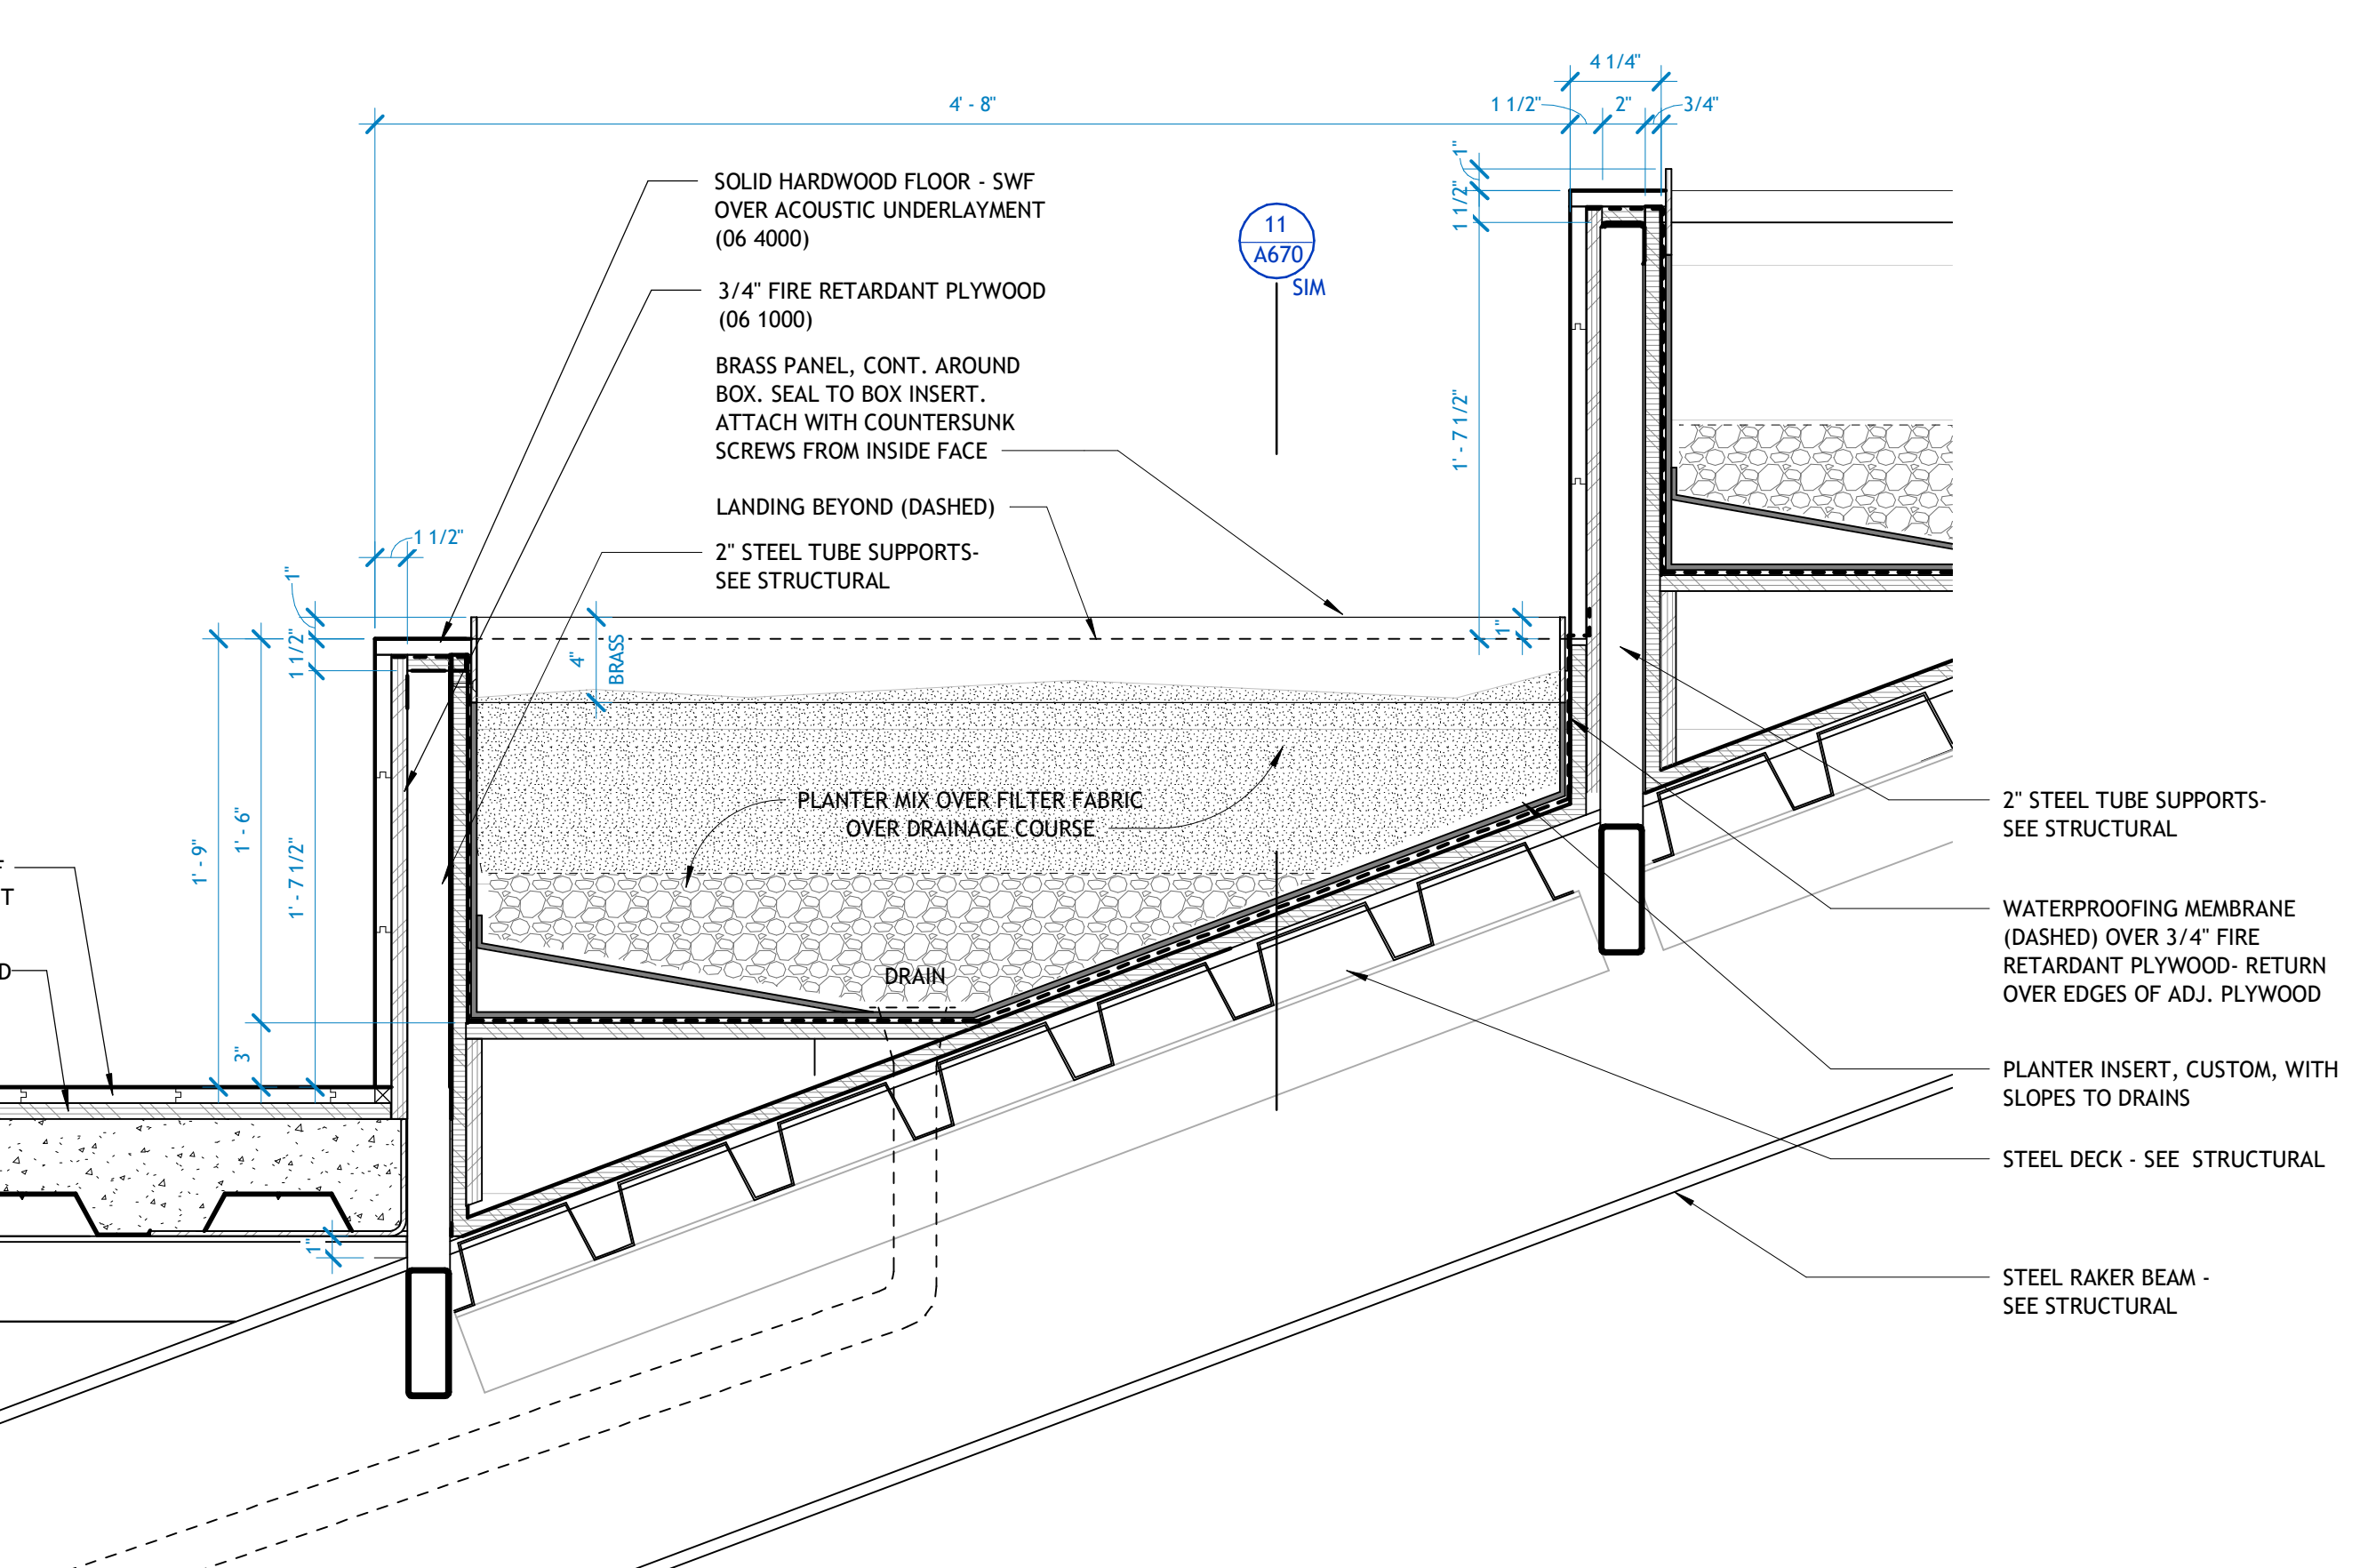 4 1/4"
4' - 8"
1 1/2"
2"
3/4"
1"
1 1/2"
SOLID HARDWOOD FLOOR - SWF
OVER ACOUSTIC UNDERLAYMENT
(06 4000)
11
A670
SIM
3/4" FIRE RETARDANT PLYWOOD
(06 1000)
BRASS PANEL, CONT. AROUND
BOX. SEAL TO BOX INSERT.
ATTACH WITH COUNTERSUNK
SCREWS FROM INSIDE FACE
1' - 7 1/2"
LANDING BEYOND (DASHED)
1 1/2"
2" STEEL TUBE SUPPORTS-
SEE STRUCTURAL
1"
1 1/2"
4"
BRASS
1"
PLANTER MIX OVER FILTER FABRIC
OVER DRAINAGE COURSE
2" STEEL TUBE SUPPORTS-
SEE STRUCTURAL
1' - 9"
1' - 6"
1' - 7 1/2"
F
T
D
WATERPROOFING MEMBRANE
(DASHED) OVER 3/4" FIRE
RETARDANT PLYWOOD- RETURN
OVER EDGES OF ADJ. PLYWOOD
DRAIN
3"
PLANTER INSERT, CUSTOM, WITH
SLOPES TO DRAINS
STEEL DECK - SEE  STRUCTURAL
1"
STEEL RAKER BEAM -
SEE STRUCTURAL